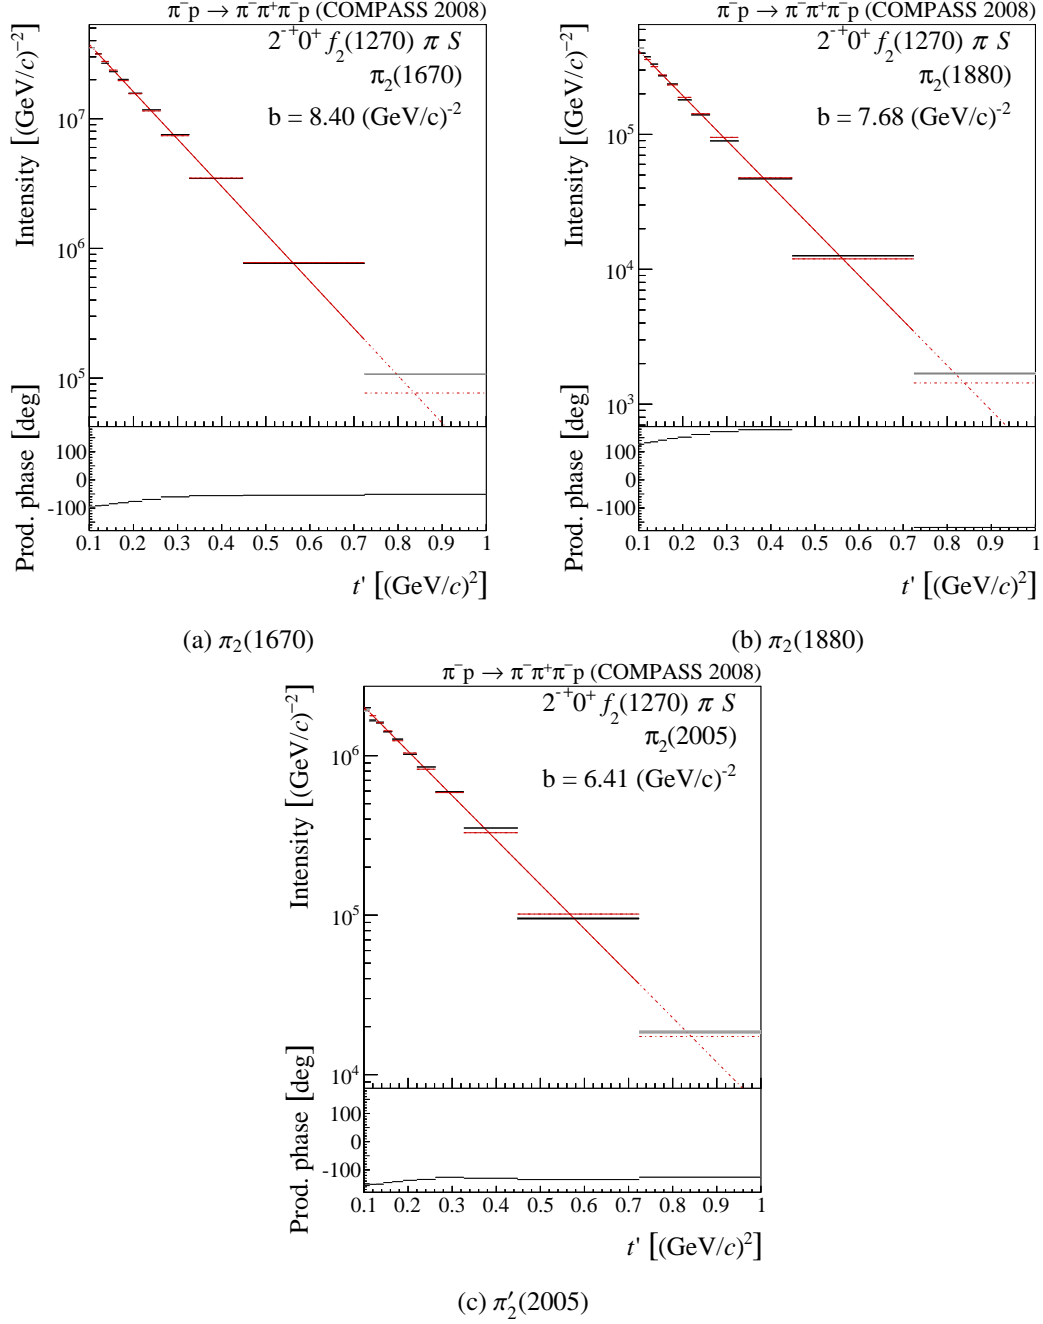 π⁻p → π⁻π⁺π⁻p (COMPASS 2008)
2⁻⁺0⁺ f₂(1270) π S
π₂(1670)
b = 8.40 (GeV/c)⁻²
Intensity [(GeV/c)⁻²]
10⁷
10⁶
10⁵
Prod. phase [deg]
100
0
-100
0.1 0.2 0.3 0.4 0.5 0.6 0.7 0.8 0.9 1
t' [(GeV/c)²]
(a) π₂(1670)
π⁻p → π⁻π⁺π⁻p (COMPASS 2008)
2⁻⁺0⁺ f₂(1270) π S
π₂(1880)
b = 7.68 (GeV/c)⁻²
Intensity [(GeV/c)⁻²]
10⁵
10⁴
10³
Prod. phase [deg]
100
0
-100
0.1 0.2 0.3 0.4 0.5 0.6 0.7 0.8 0.9 1
t' [(GeV/c)²]
(b) π₂(1880)
π⁻p → π⁻π⁺π⁻p (COMPASS 2008)
2⁻⁺0⁺ f₂(1270) π S
π₂(2005)
b = 6.41 (GeV/c)⁻²
Intensity [(GeV/c)⁻²]
10⁶
10⁵
10⁴
Prod. phase [deg]
100
0
-100
0.1 0.2 0.3 0.4 0.5 0.6 0.7 0.8 0.9 1
t' [(GeV/c)²]
(c) π′₂(2005)